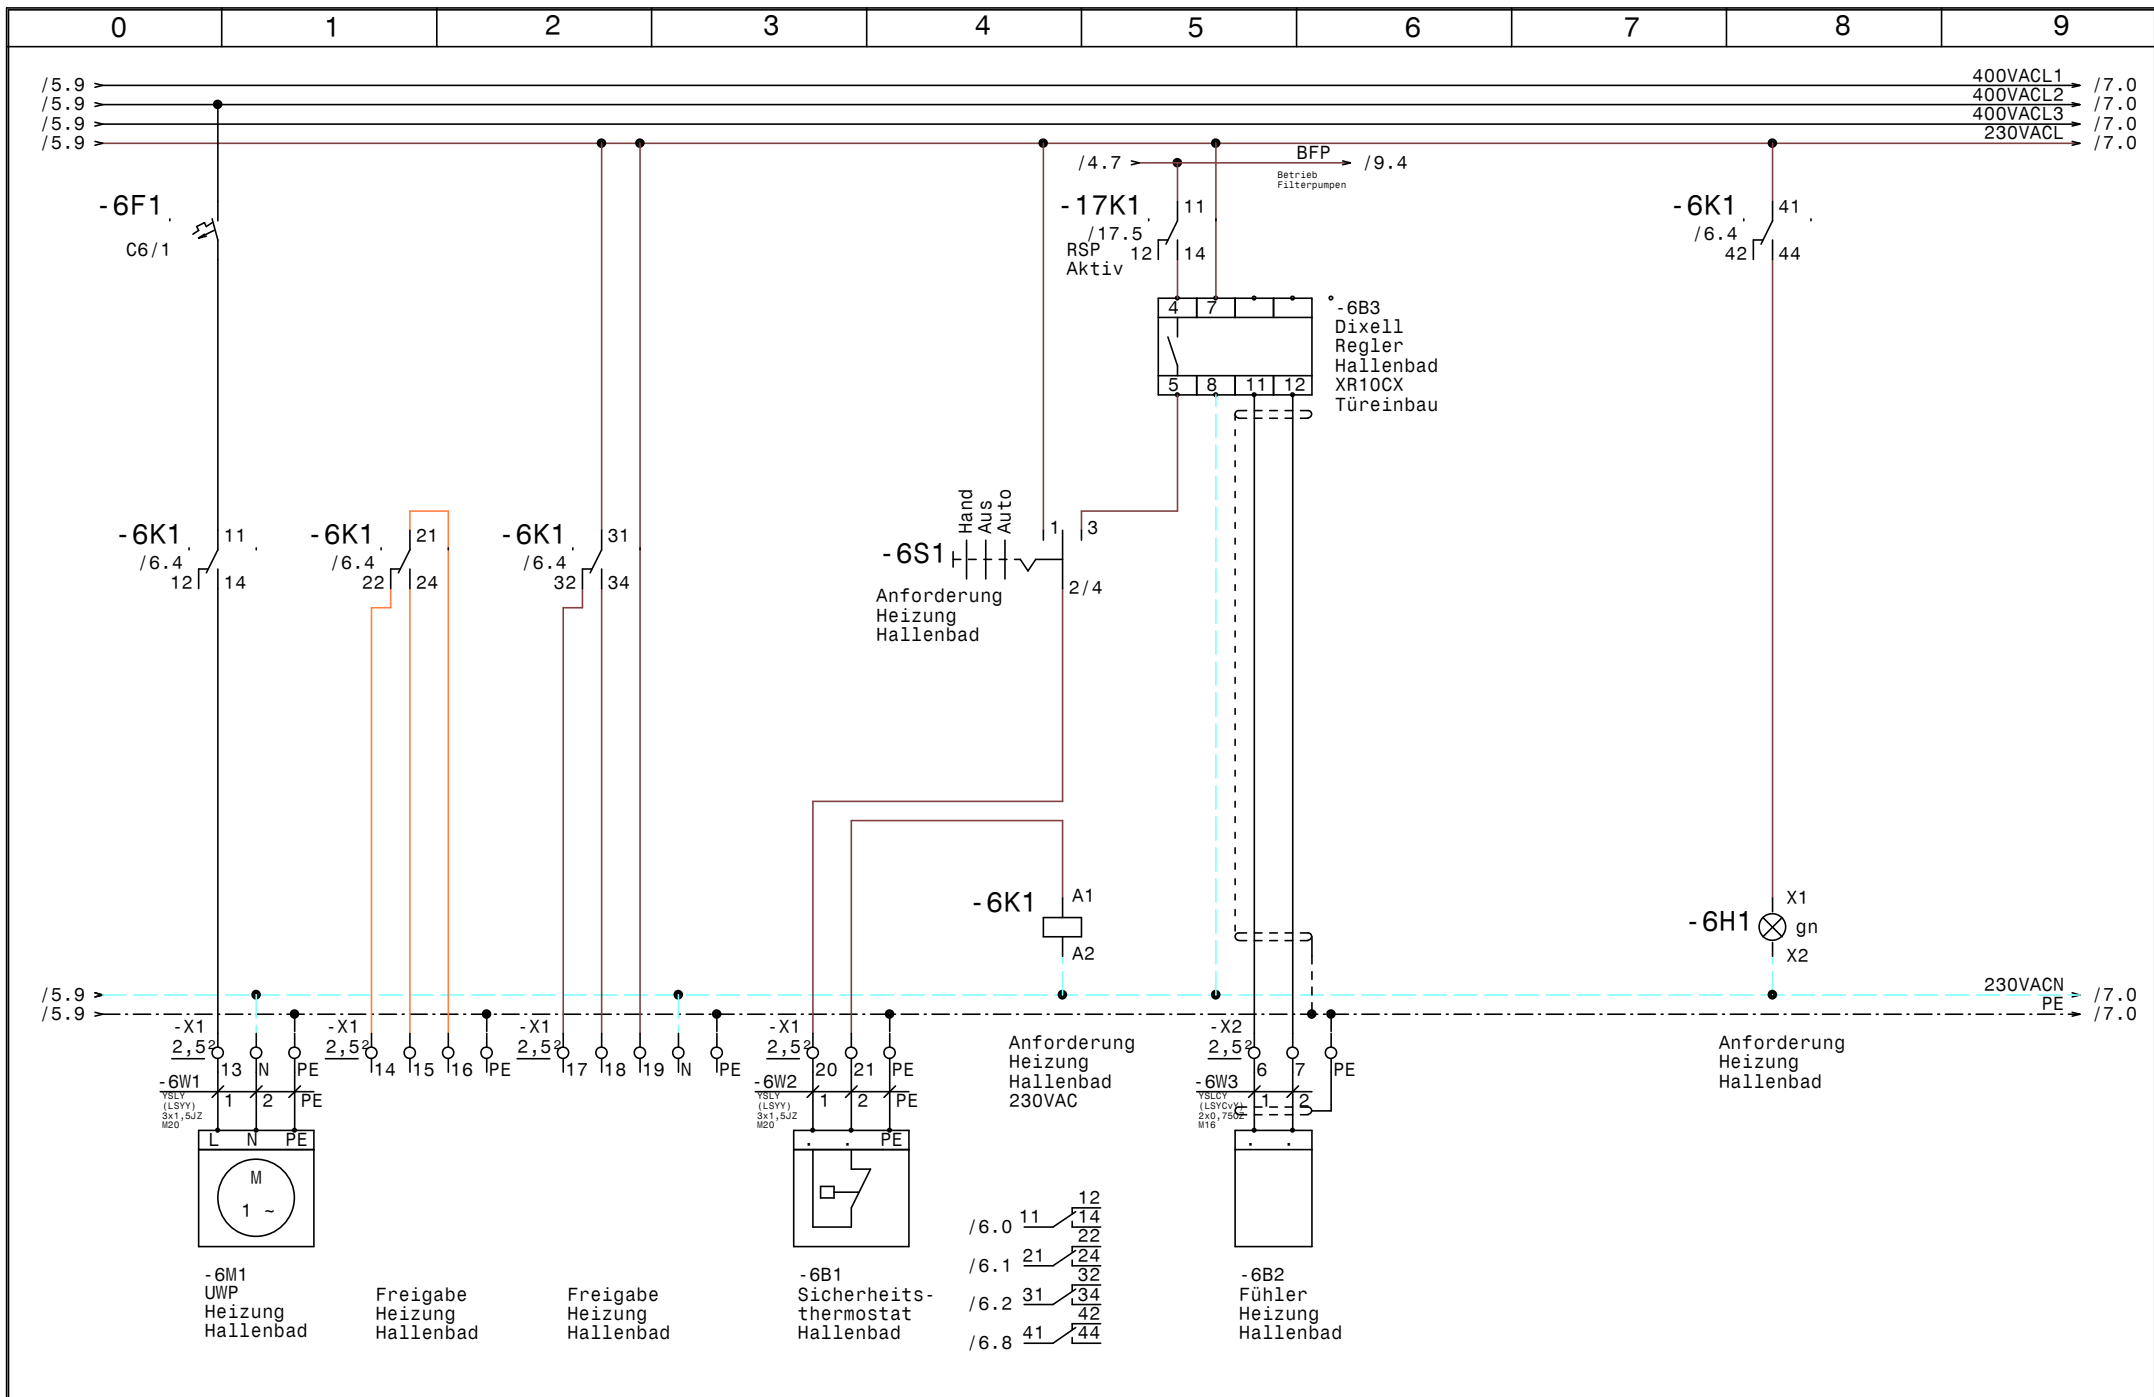 0 1 2 3 4 5 6 7 8 9
/5.9 400VACL1 /7.0
/5.9 400VACL2 /7.0
/5.9 400VACL3 /7.0
/5.9 230VACL /7.0
/4.7 BFP /9.4
Betrieb
Filterpumpen
-6F1
C6/1
-17K1 11
/17.5
RSP 12 14
Aktiv
-6K1 41
/6.4
42 44
4 7
5 8 11 12
-6B3
Dixell
Regler
Hallenbad
XR10CX
Türeinbau
-6K1 11
/6.4
12 14
-6K1 21
/6.4
22 24
-6K1 31
/6.4
32 34
Hand
Aus
Auto
-6S1 1 3
2/4
Anforderung
Heizung
Hallenbad
-6K1 A1
A2
-6H1 X1
gn
X2
/5.9 230VACN /7.0
/5.9 PE /7.0
-X1
2,5²
13 N PE
-X1
2,5²
14 15 16 PE
-X1
2,5²
17 18 19 N PE
-X1
2,5²
20 21 PE
Anforderung
Heizung
Hallenbad
230VAC
-X2
2,5²
6 7 PE
Anforderung
Heizung
Hallenbad
-6W1
YSLY
(LSYY)
3x1,5JZ
M20
1 2 PE
L N PE
M
1 ~
-6W2
YSLY
(LSYY)
3x1,5JZ
M20
1 2 PE
. . PE
-6W3
YSLCY
(LSYCvY)
2x0,75OZ
M16
1 2
. .
-6M1
UWP
Heizung
Hallenbad
Freigabe
Heizung
Hallenbad
Freigabe
Heizung
Hallenbad
-6B1
Sicherheits-
thermostat
Hallenbad
12
/6.0 11 14
22
/6.1 21 24
32
/6.2 31 34
42
/6.8 41 44
-6B2
Fühler
Heizung
Hallenbad